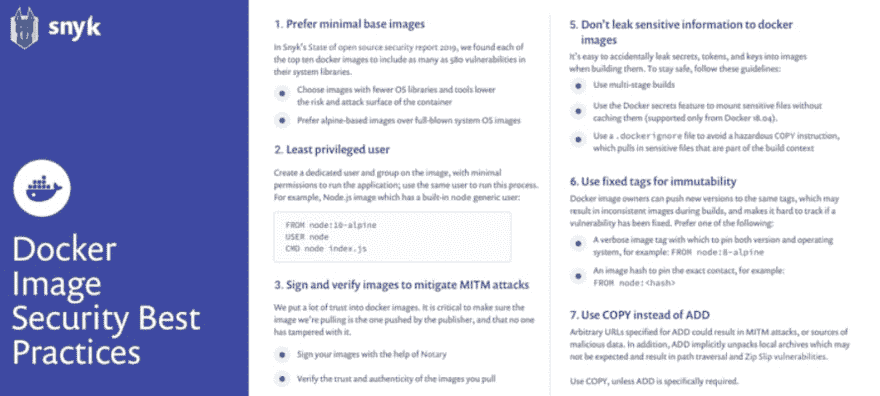 snyk
Docker
Image
Security Best
Practices
1. Prefer minimal base images
In Snyk's State of open source security report 2019, we found each of
the top ten docker images to include as many as 580 vulnerabilities in
their system libraries.
Choose images with fewer OS libraries and tools lower
the risk and attack surface of the container
Prefer alpine-based images over full-blown system OS images
2. Least privileged user
Create a dedicated user and group on the image, with minimal
permissions to run the application; use the same user to run this process.
For example, Node.js image which has a built-in node generic user:
FROM node:10-alpine
USER node
CMD node index.js
3. Sign and verify images to mitigate MITM attacks
We put a lot of trust into docker images. It is critical to make sure the
image we're pulling is the one pushed by the publisher, and that no one
has tampered with it.
Sign your images with the help of Notary
Verify the trust and authenticity of the images you pull
5. Don't leak sensitive information to docker
images
It's easy to accidentally leak secrets, tokens, and keys into images
when building them. To stay safe, follow these guidelines:
Use multi-stage builds
Use the Docker secrets feature to mount sensitive files without
caching them (supported only from Docker 18.04).
Use a .dockerignore file to avoid a hazardous COPY instruction,
which pulls in sensitive files that are part of the build context
6. Use fixed tags for immutability
Docker image owners can push new versions to the same tags, which may
result in inconsistent images during builds, and makes it hard to track if a
vulnerability has been fixed. Prefer one of the following:
A verbose image tag with which to pin both version and operating
system, for example: FROM node:8-alpine
An image hash to pin the exact contact, for example:
FROM node:<hash>
7. Use COPY instead of ADD
Arbitrary URLs specified for ADD could result in MITM attacks, or sources of
malicious data. In addition, ADD implicitly unpacks local archives which may
not be expected and result in path traversal and Zip Slip vulnerabilities.
Use COPY, unless ADD is specifically required.